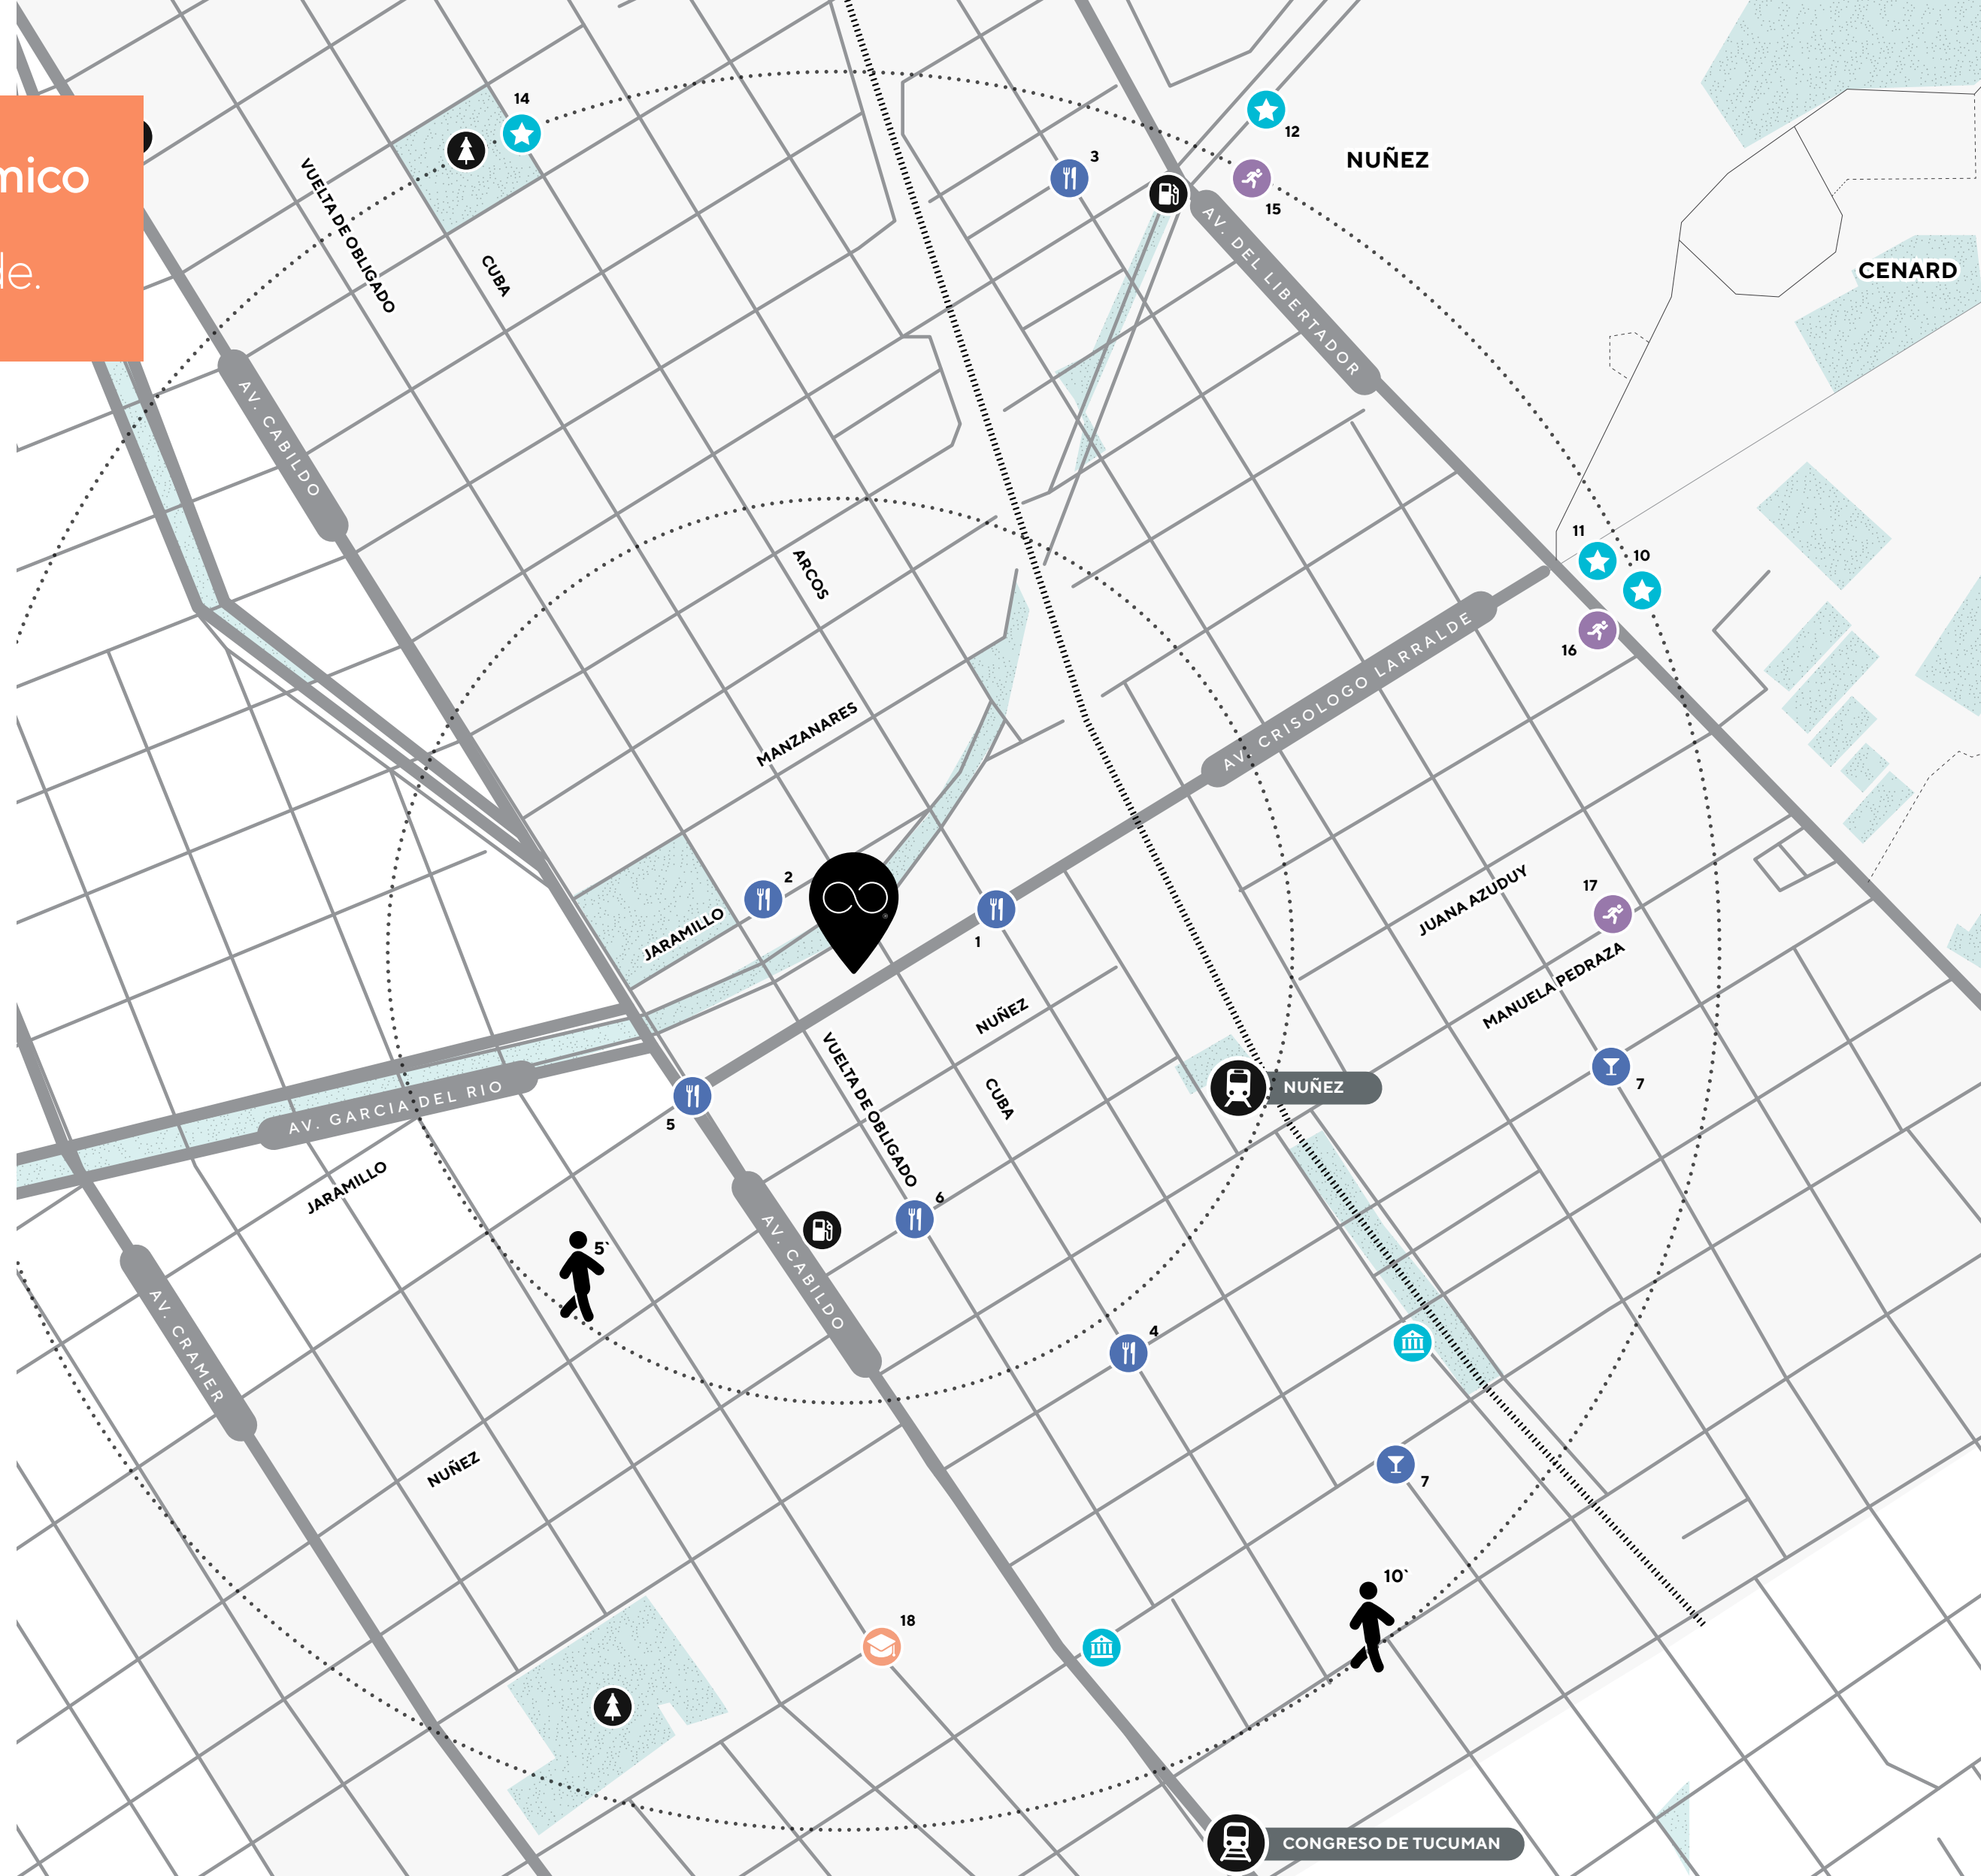 14
12
3
NUÑEZ
mico
15
VUELTA DE OBLIGADO
AV. DEL LIBERTADOR
CUBA
de.
CENARD
AV. CABILDO
11
10
ARCOS
16
AV. CRISOLOGO LARRALDE
MANZANARES
2
JUANA AZUDUY
17
JARAMILLO
1
MANUELA PEDRAZA
NUÑEZ
VUELTA DE OBLIGADO
CUBA
NUÑEZ
7
AV. GARCIA DEL RIO
5
JARAMILLO
6
5`
AV. CABILDO
AV. CRAMER
4
NUÑEZ
7
10`
18
CONGRESO DE TUCUMAN